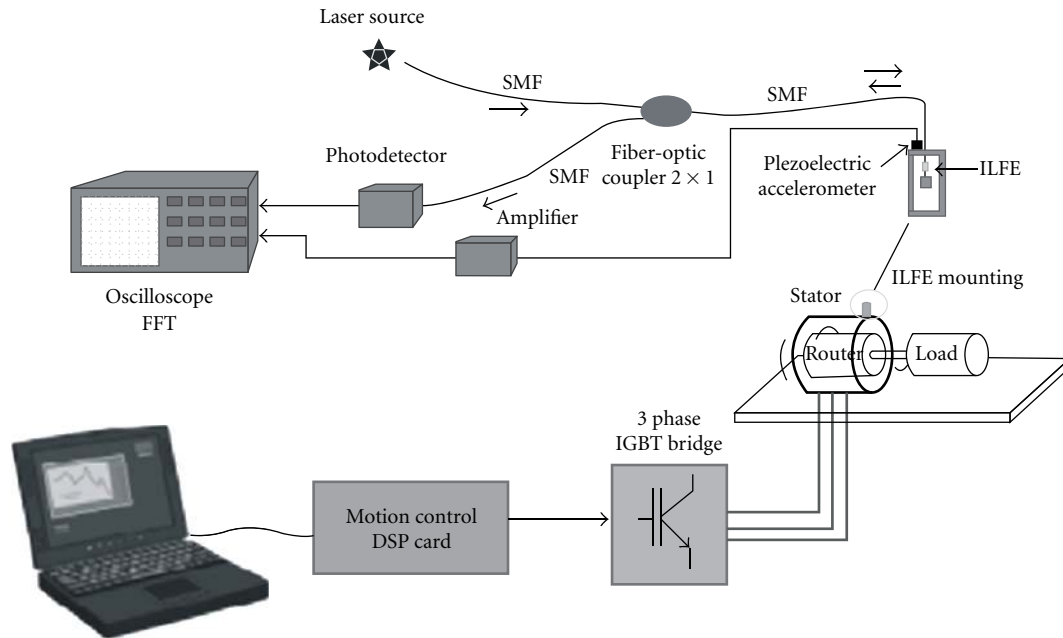 Laser source
SMF
SMF
Photodetector
Fiber-optic
coupler 2 × 1
SMF
Plezoelectric
accelerometer
ILFE
Amplifier
ILFE mounting
Oscilloscope
FFT
Stator
Router
Load
3 phase
IGBT bridge
Motion control
DSP card